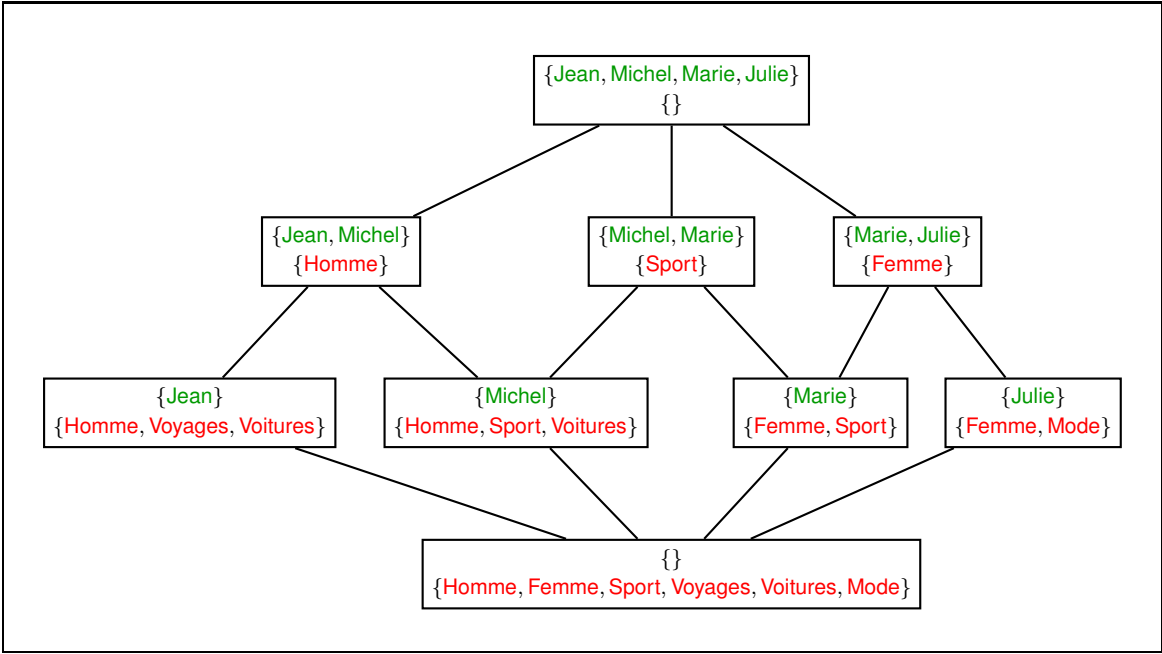 {Jean, Michel, Marie, Julie}
{}
{Jean, Michel}
{Homme}
{Michel, Marie}
{Sport}
{Marie, Julie}
{Femme}
{Jean}
{Homme, Voyages, Voitures}
{Michel}
{Homme, Sport, Voitures}
{Marie}
{Femme, Sport}
{Julie}
{Femme, Mode}
{}
{Homme, Femme, Sport, Voyages, Voitures, Mode}